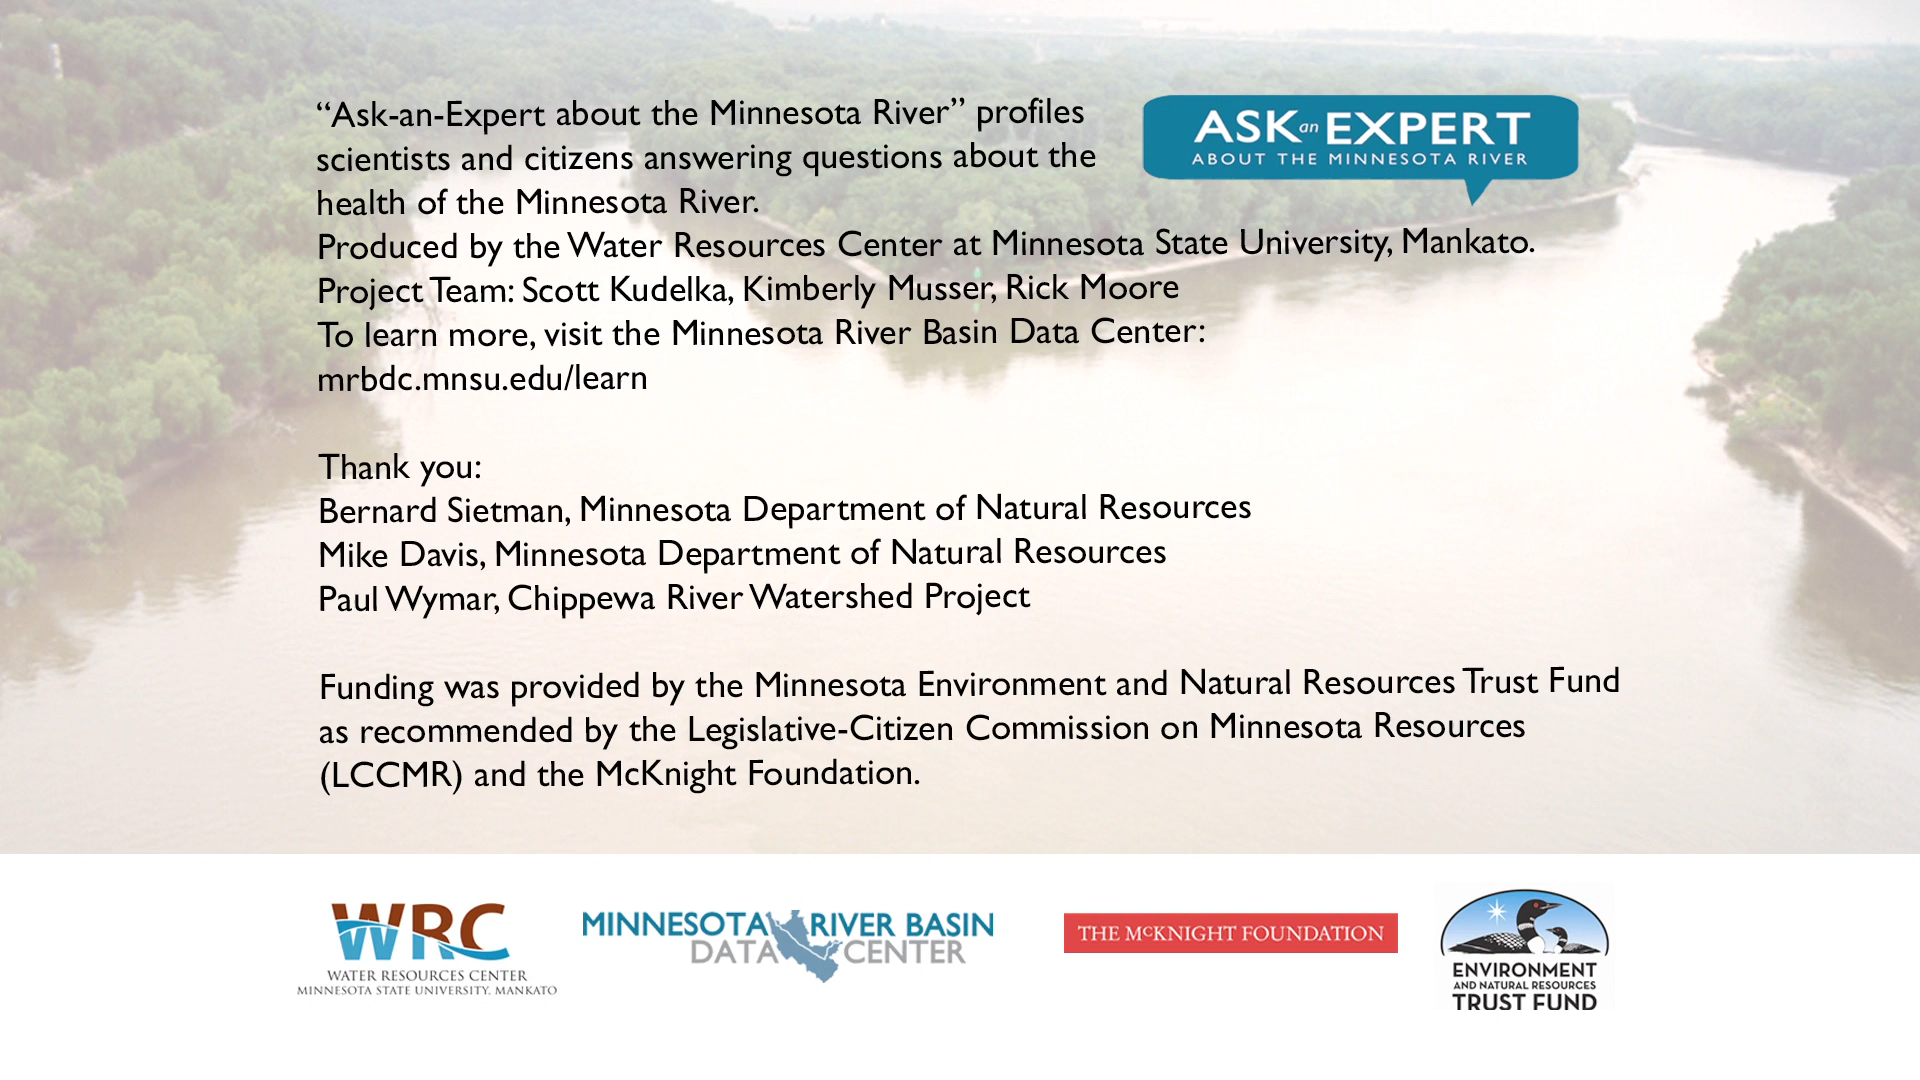 “Ask-an-Expert about the Minnesota River” profiles
scientists and citizens answering questions about the
health of the Minnesota River.
ASK an EXPERT
ABOUT THE MINNESOTA RIVER
Produced by the Water Resources Center at Minnesota State University, Mankato.
Project Team: Scott Kudelka, Kimberly Musser, Rick Moore
To learn more, visit the Minnesota River Basin Data Center:
mrbdc.mnsu.edu/learn
Thank you:
Bernard Sietman, Minnesota Department of Natural Resources
Mike Davis, Minnesota Department of Natural Resources
Paul Wymar, Chippewa River Watershed Project
Funding was provided by the Minnesota Environment and Natural Resources Trust Fund
as recommended by the Legislative-Citizen Commission on Minnesota Resources
(LCCMR) and the McKnight Foundation.
WRC
WATER RESOURCES CENTER
MINNESOTA STATE UNIVERSITY, MANKATO
MINNESOTA RIVER BASIN
DATA CENTER
THE MCKNIGHT FOUNDATION
ENVIRONMENT
AND NATURAL RESOURCES
TRUST FUND